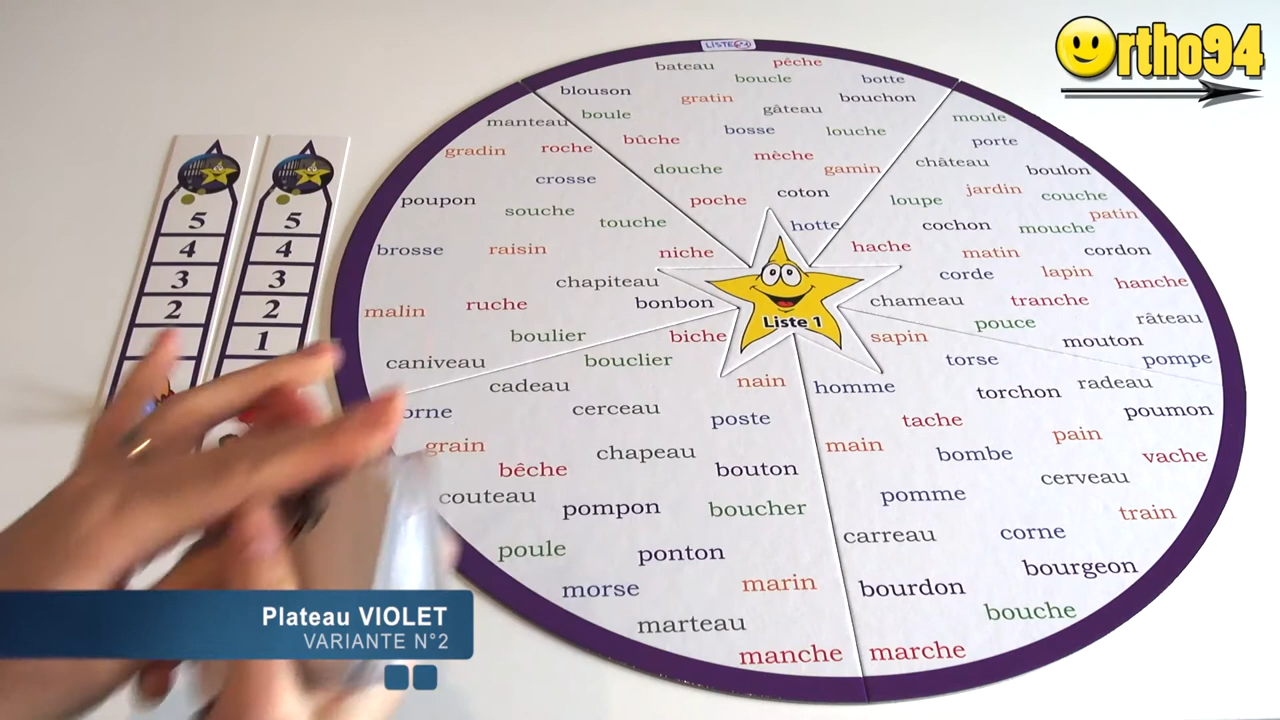 Ortho94
LISTE
bateau pêche
boucle botte
blouson gratin bouchon
manteau boule gâteau
bûche bosse louche
gradin roche mèche
crosse douche gamin
poupon poche coton
souche touche hotte
brosse raisin niche
chapiteau
malin ruche bonbon
boulier biche
caniveau
moule
porte
château boulon
jardin couche
loupe patin
cochon mouche
hache matin cordon
corde lapin hanche
chameau tranche
pouce râteau
sapin mouton
torse pompe
homme torchon radeau
tache poumon
main pain
bombe vache
pomme cerveau
train
carreau corne
bourdon bourgeon
bouche
marche
bouclier
cadeau nain
cerceau poste
grain chapeau
bêche bouton
couteau pompon boucher
poule ponton
morse marin
marteau
manche
Liste 1
5 5
4 4
3 3
2 2
1
Plateau VIOLET
VARIANTE N°2